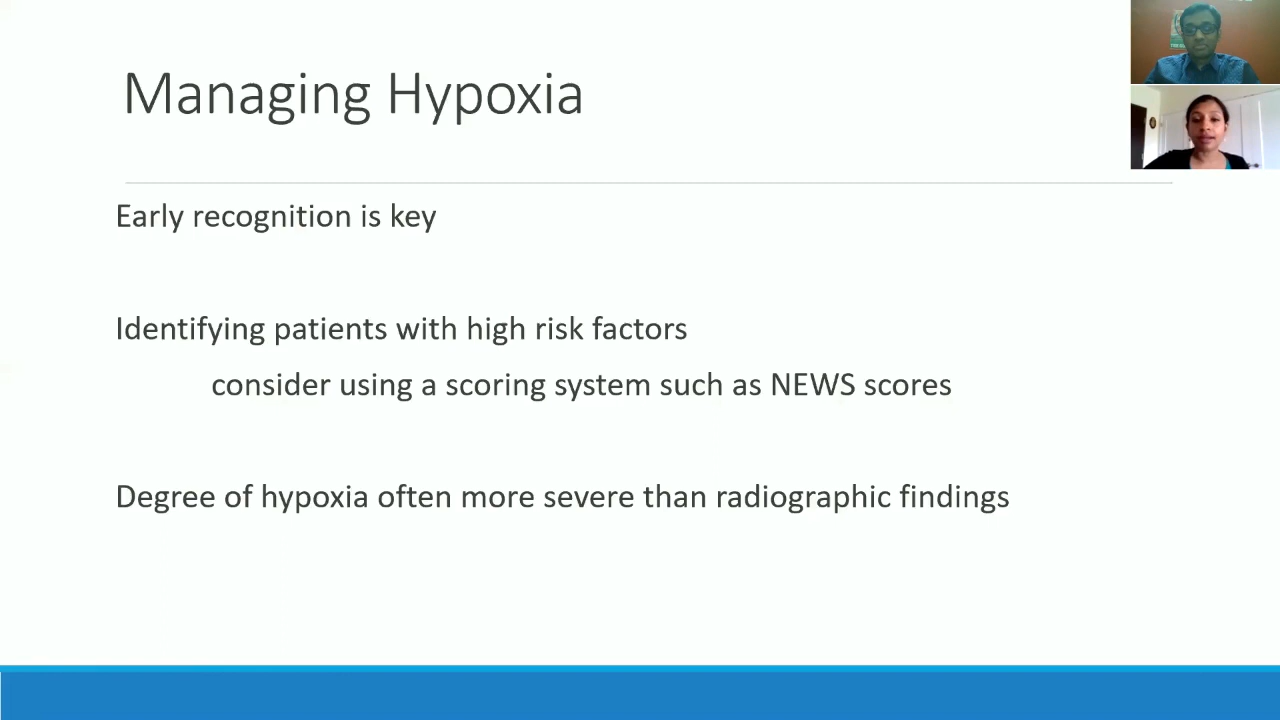 Managing Hypoxia
Early recognition is key
Identifying patients with high risk factors
consider using a scoring system such as NEWS scores
Degree of hypoxia often more severe than radiographic findings